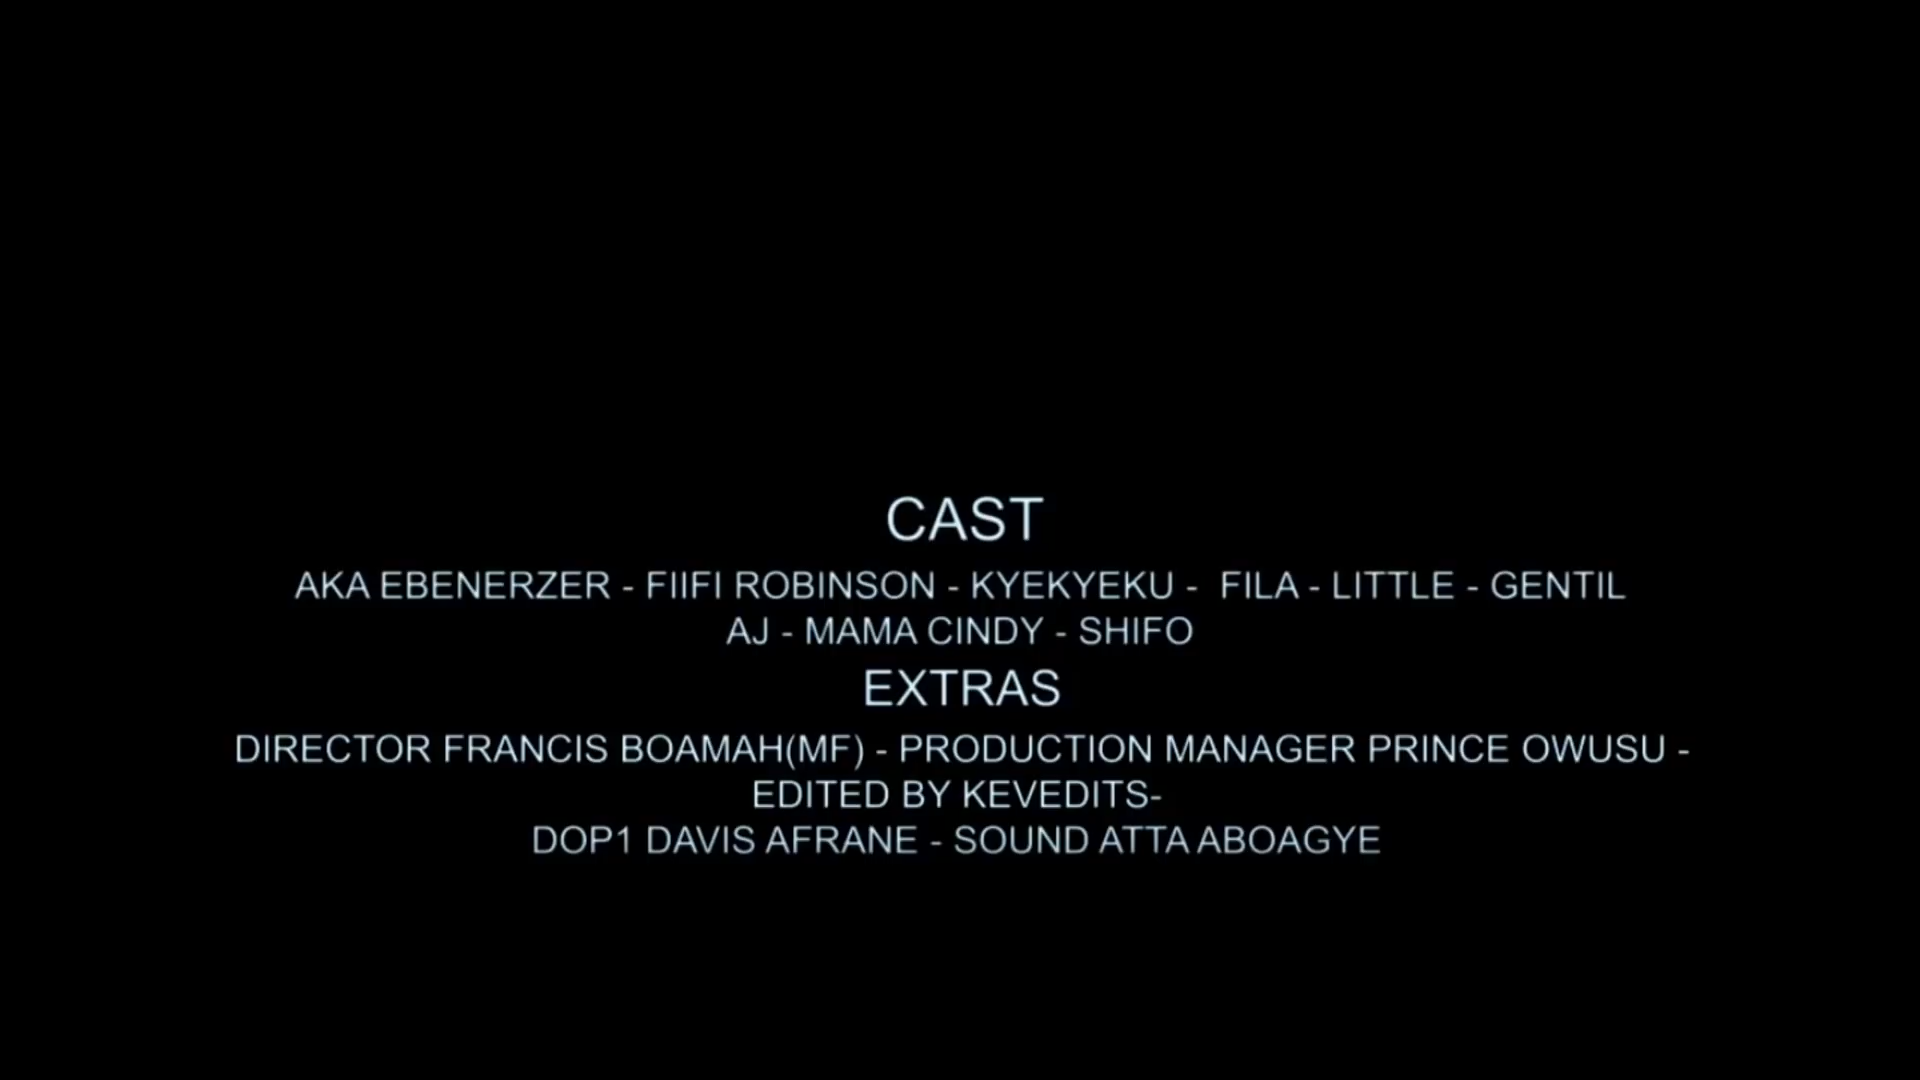 CAST
AKA EBENERZER - FIIFI ROBINSON - KYEKYEKU - FILA - LITTLE - GENTIL
AJ - MAMA CINDY - SHIFO
EXTRAS
DIRECTOR FRANCIS BOAMAH(MF) - PRODUCTION MANAGER PRINCE OWUSU -
EDITED BY KEVEDITS-
DOP1 DAVIS AFRANE - SOUND ATTA ABOAGYE